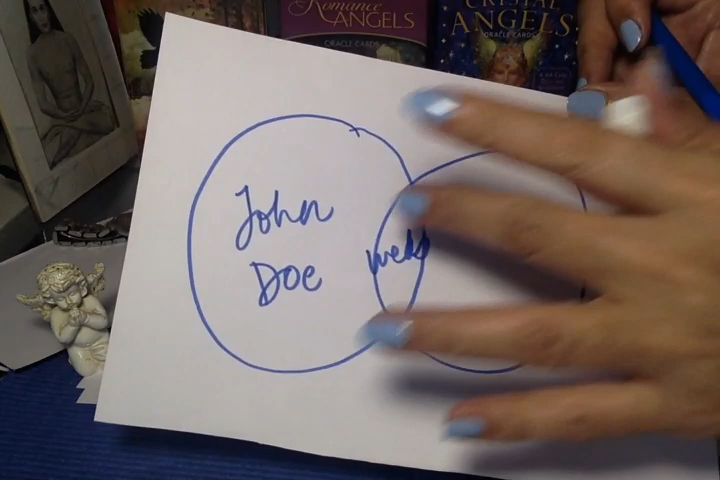 Romance
ANGELS
ORACLE CARDS
CRYSTAL
ANGELS
ORACLE CARDS
John
Doe